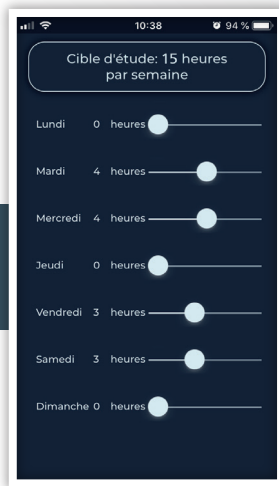 10:38 94 %
Cible d'étude: 15 heures
par semaine
Lundi 0 heures
Mardi 4 heures
Mercredi 4 heures
Jeudi 0 heures
Vendredi 3 heures
Samedi 3 heures
Dimanche 0 heures